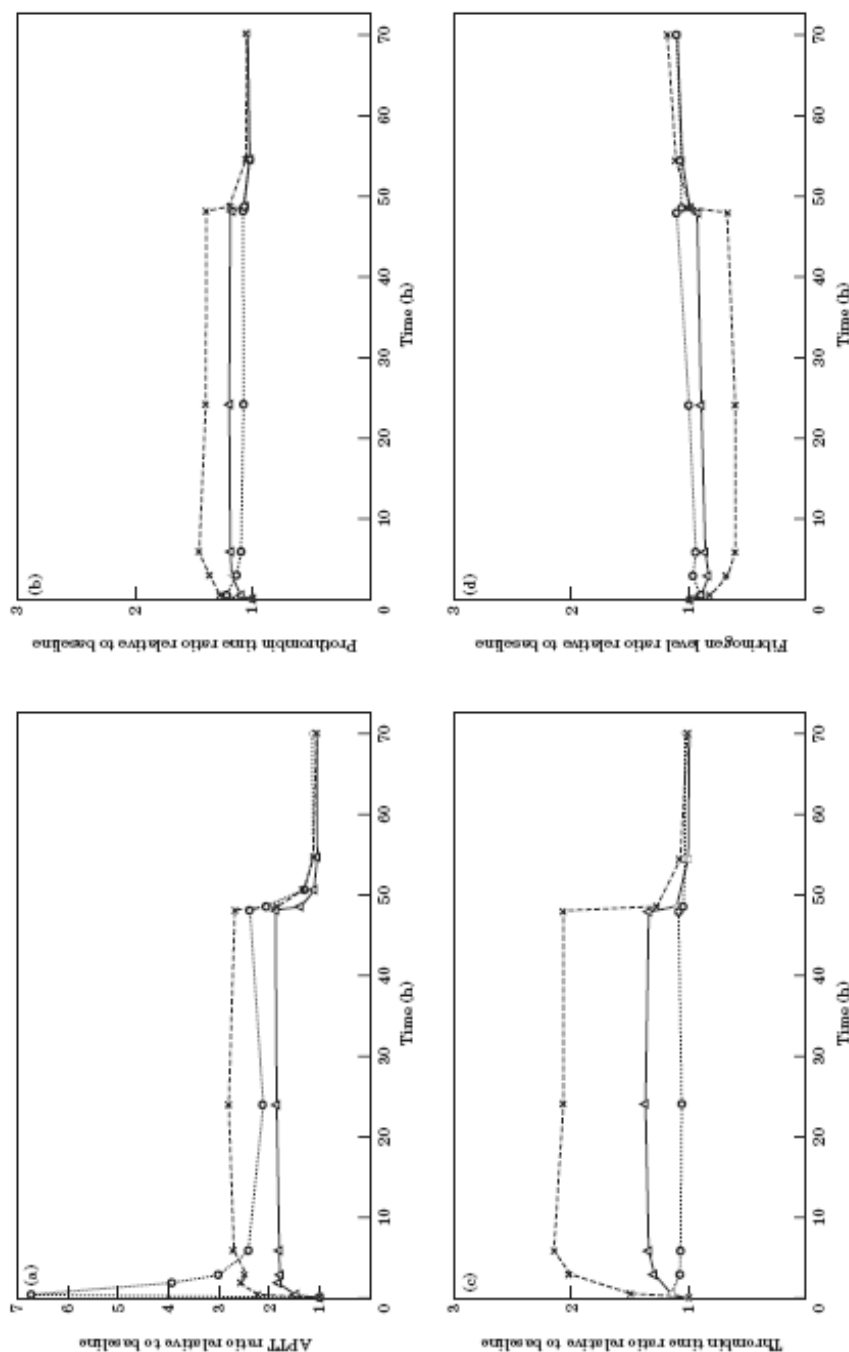 (a)
APTT ratio relative to baseline
7
6
5
4
3
2
1
0 10 20 30 40 50 60 70
Time (h)
(b)
Prothrombin time ratio relative to baseline
3
2
1
0 10 20 30 40 50 60 70
Time (h)
(c)
Thrombin time ratio relative to baseline
3
2
1
0 10 20 30 40 50 60 70
Time (h)
(d)
Fibrinogen level ratio relative to baseline
3
2
1
0 10 20 30 40 50 60 70
Time (h)